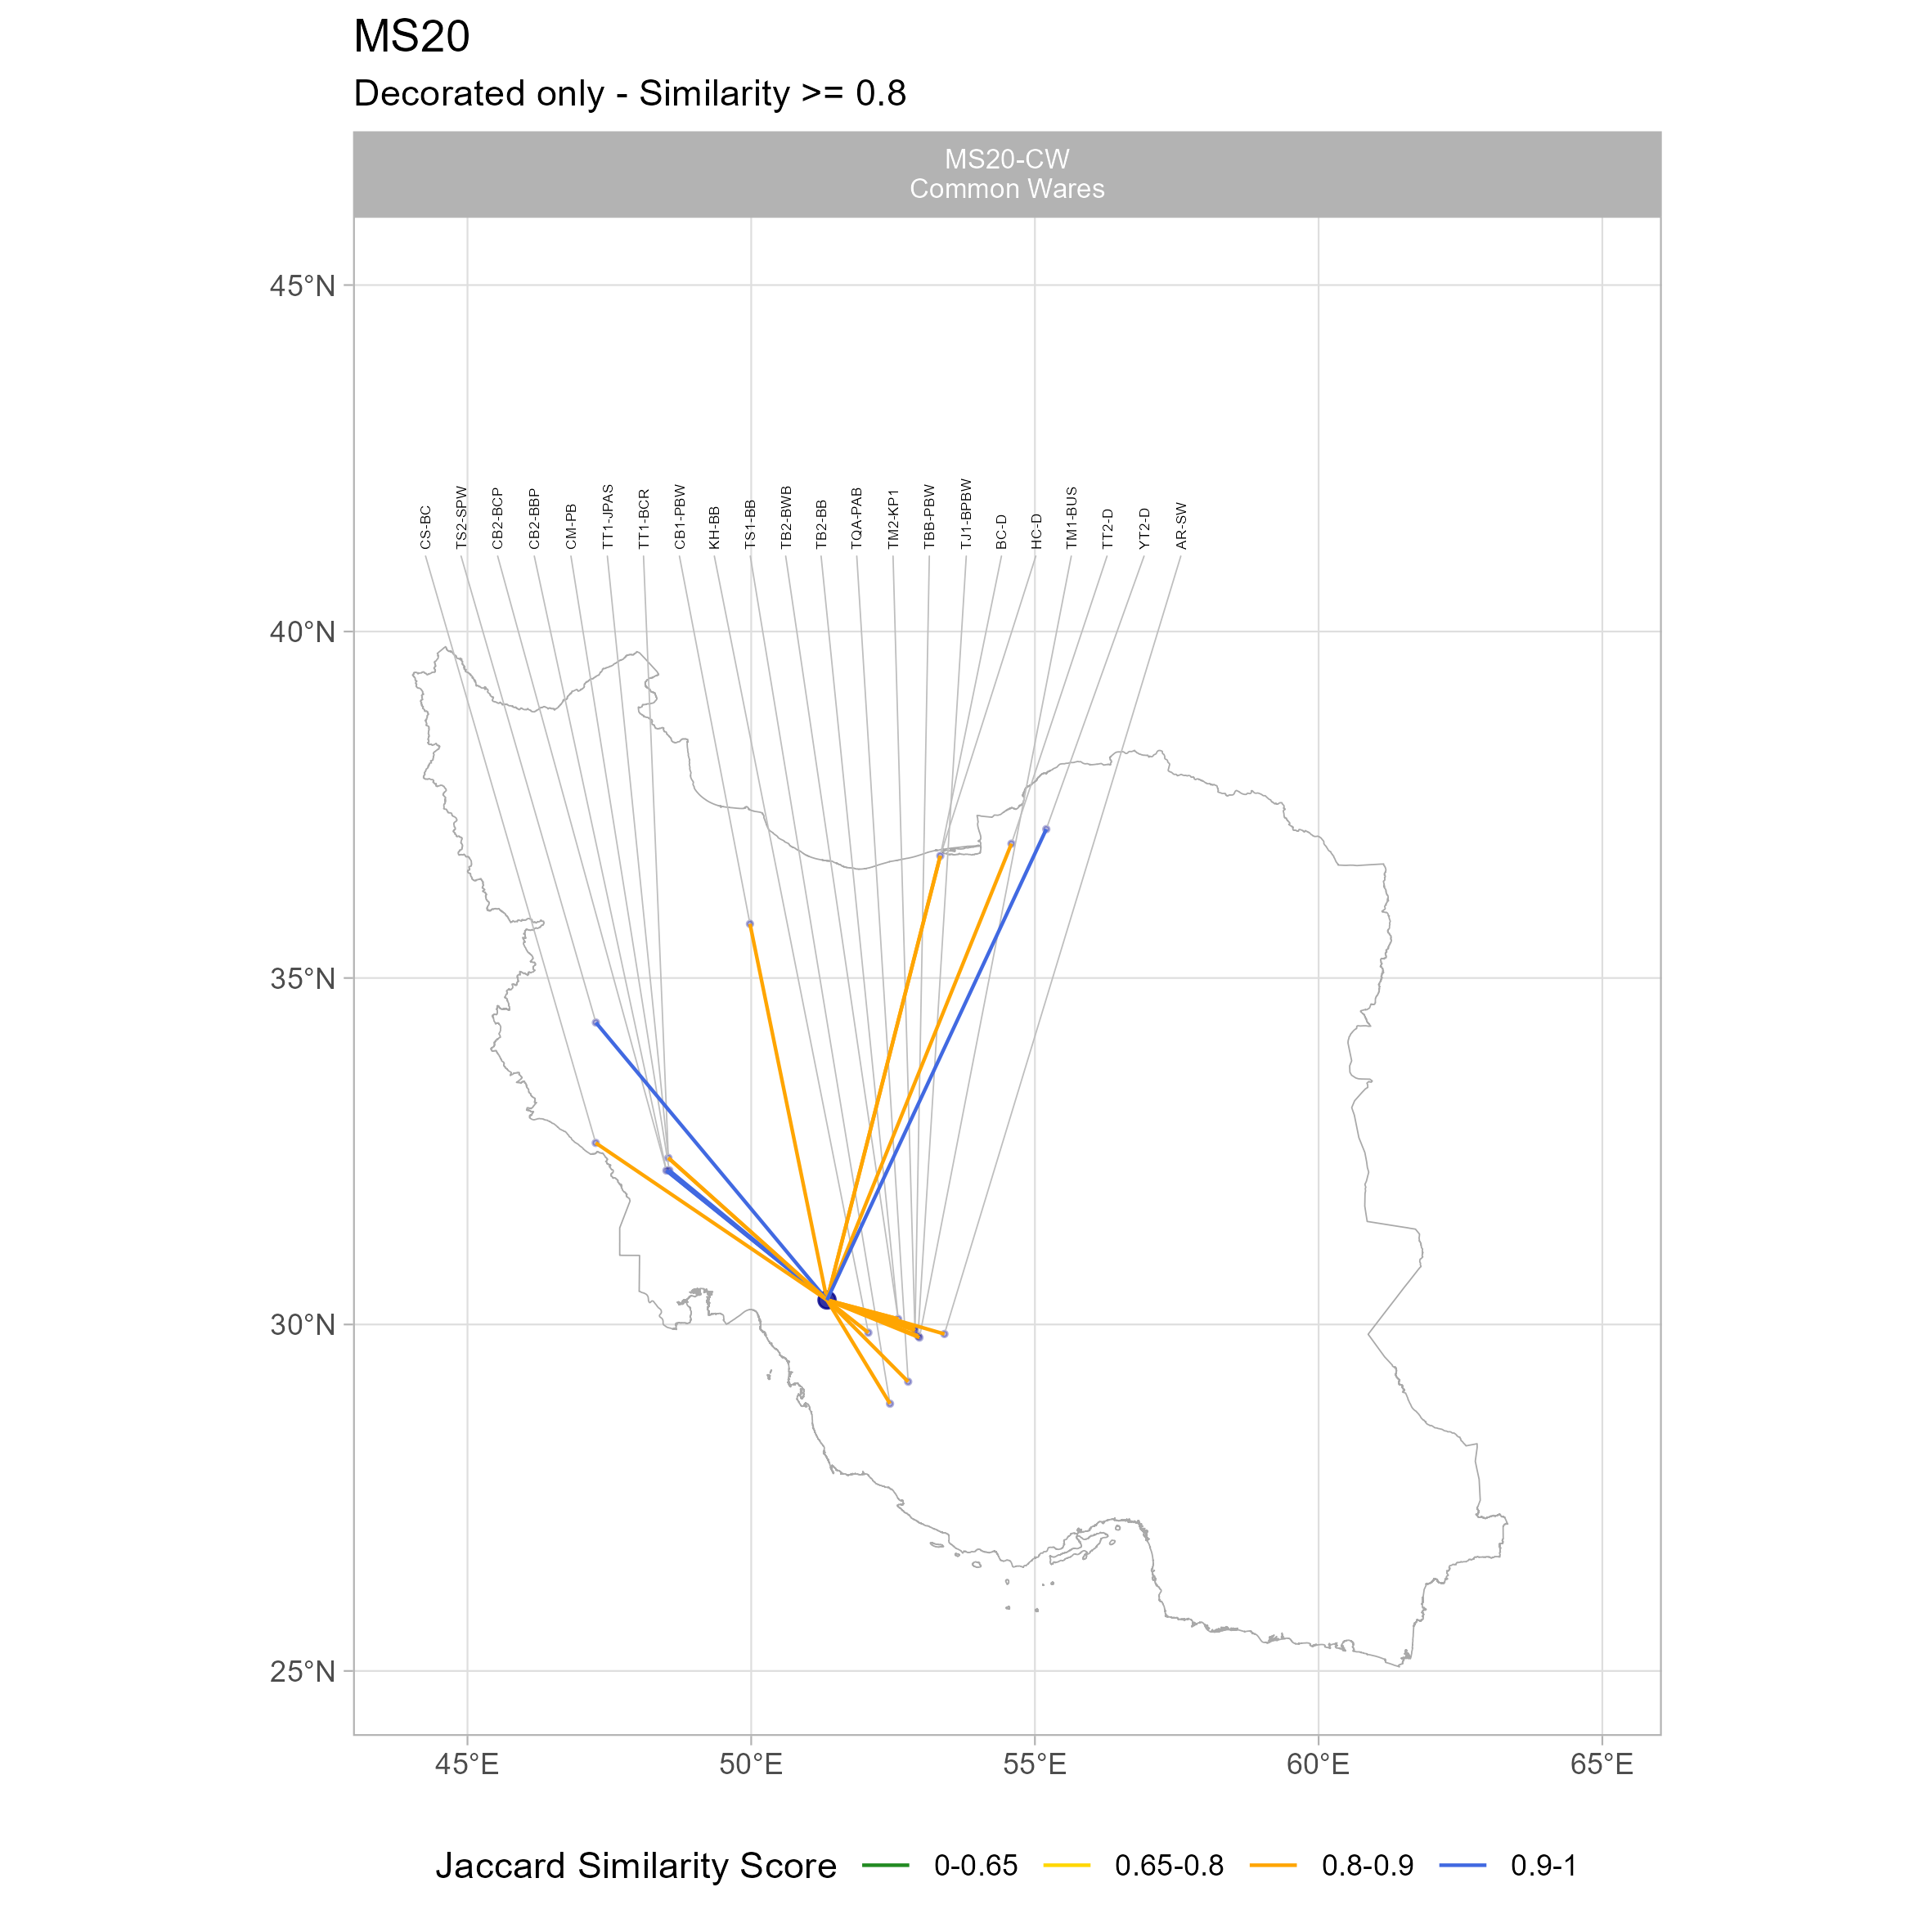 MS20
Decorated only - Similarity >= 0.8
MS20-CW
Common Wares
45°N
40°N
35°N
30°N
25°N
CS-BC
TS2-SPW
CB2-BCP
CB2-BBP
CM-PB
TT1-JPAS
TT1-BCR
CB1-PBW
KH-BB
TS1-BB
TB2-BWB
TB2-BB
TQA-PAB
TM2-KP1
TBB-PBW
TJ1-BPBW
BC-D
HC-D
TM1-BUS
TT2-D
YT2-D
AR-SW
45°E
50°E
55°E
60°E
65°E
Jaccard Similarity Score
0-0.65
0.65-0.8
0.8-0.9
0.9-1